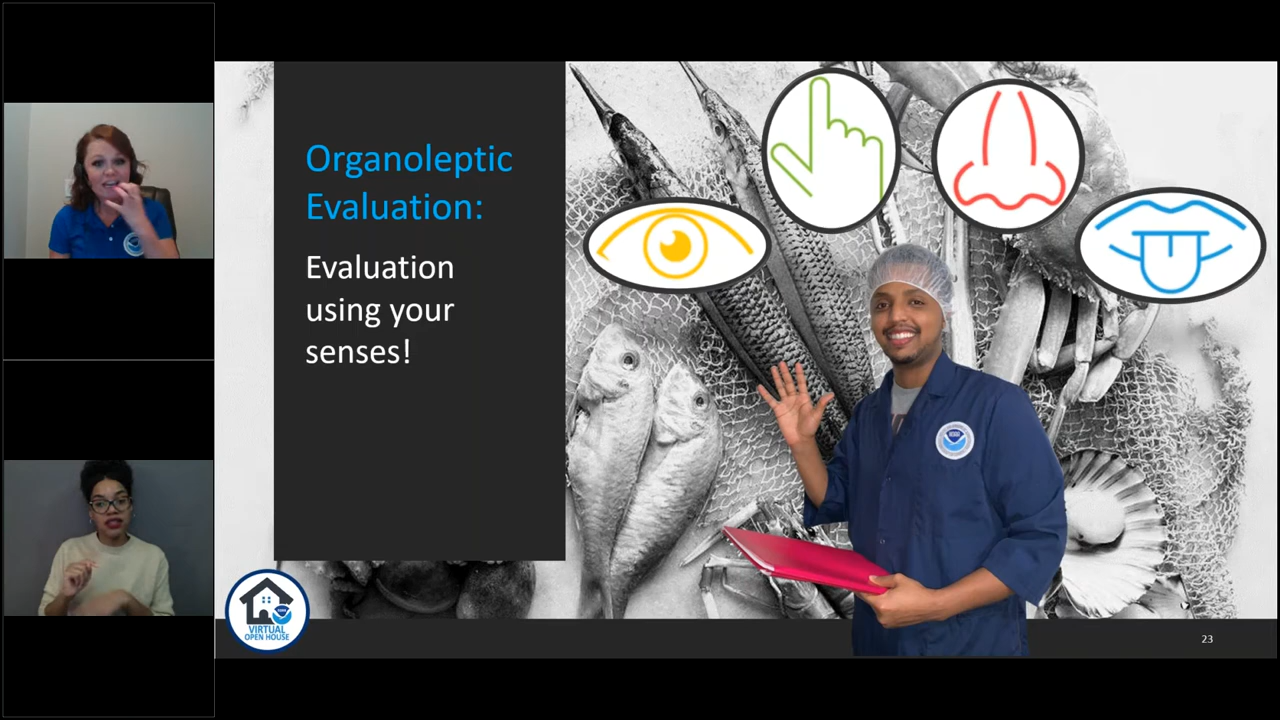 Organoleptic
Evaluation:
Evaluation
using your
senses!
VIRTUAL
OPEN HOUSE
23